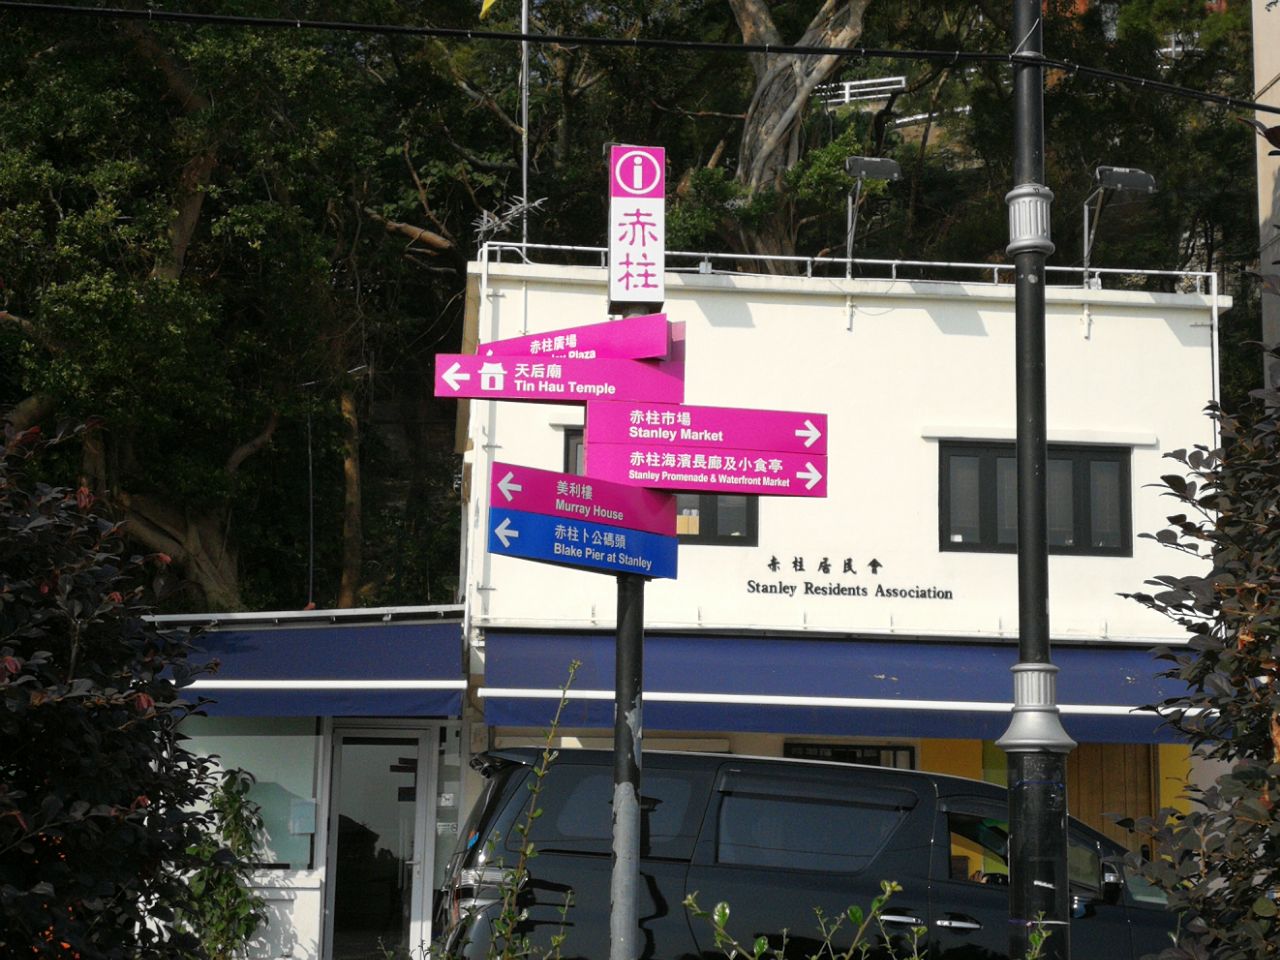 i
赤
柱
赤柱廣場
Plaza
天后廟
Tin Hau Temple
赤柱市場
Stanley Market
赤柱海濱長廊及小食亭
Stanley Promenade & Waterfront Market
美利樓
Murray House
赤柱卜公碼頭
Blake Pier at Stanley
赤柱居民會
Stanley Residents Association